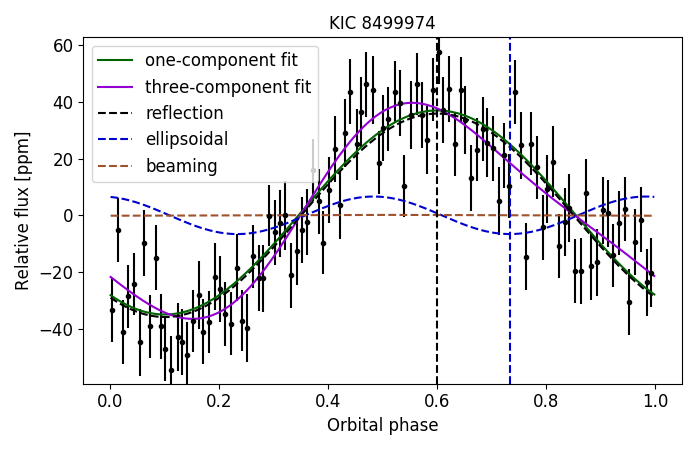 KIC 8499974
one-component fit
three-component fit
reflection
ellipsoidal
beaming
60
40
20
0
−20
−40
Relative flux [ppm]
0.0 0.2 0.4 0.6 0.8 1.0
Orbital phase